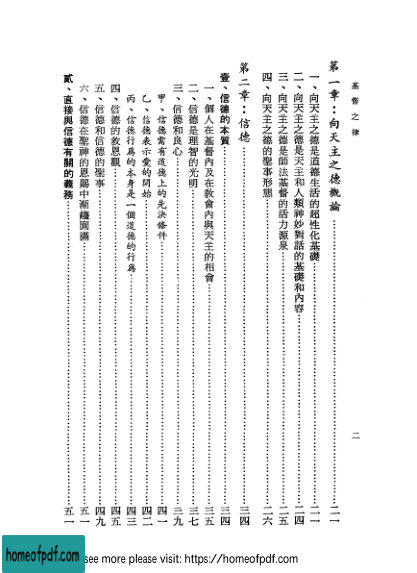 基督之律
二
第一章：向天主之德概論……二一
一、向天主之德是道德生活的超性化基礎……二一
二、向天主之德是天主和人類神妙對話的基礎和內容……二四
三、向天主之德是師法基督的活力源泉……二五
四、向天主之德的聖事形態……二六
第二章：信德……三四
壹、信德的本質……三四
一、個人在基督內及在教會內與天主的相會……三五
二、信德是理智的光明……三七
三、信德和良心……三九
甲、信德需有道德上的先決條件……四一
乙、信德表示愛的開始……四二
丙、信德行爲的本身是一個道德的行爲……四三
四、信德的救恩觀……四五
五、信德和信德的聖事……四九
六、信德在聖神的恩賜中漸圓滿……五一
貳、直接與信德有關的義務……五一
homeofpdf.com
see more please visit: https://homeofpdf.com